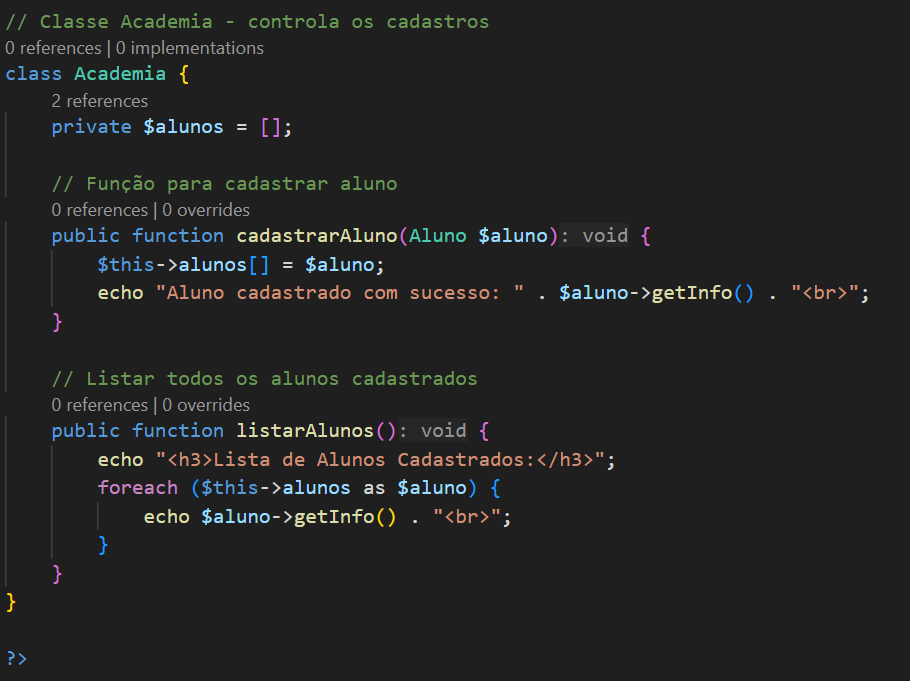 // Classe Academia - controla os cadastros
0 references | 0 implementations
class Academia {
2 references
private $alunos = [];
// Função para cadastrar aluno
0 references | 0 overrides
public function cadastrarAluno(Aluno $aluno): void {
$this->alunos[] = $aluno;
echo "Aluno cadastrado com sucesso: " . $aluno->getInfo() . "<br>";
}
// Listar todos os alunos cadastrados
0 references | 0 overrides
public function listarAlunos(): void {
echo "<h3>Lista de Alunos Cadastrados:</h3>";
foreach ($this->alunos as $aluno) {
echo $aluno->getInfo() . "<br>";
}
}
}
?>